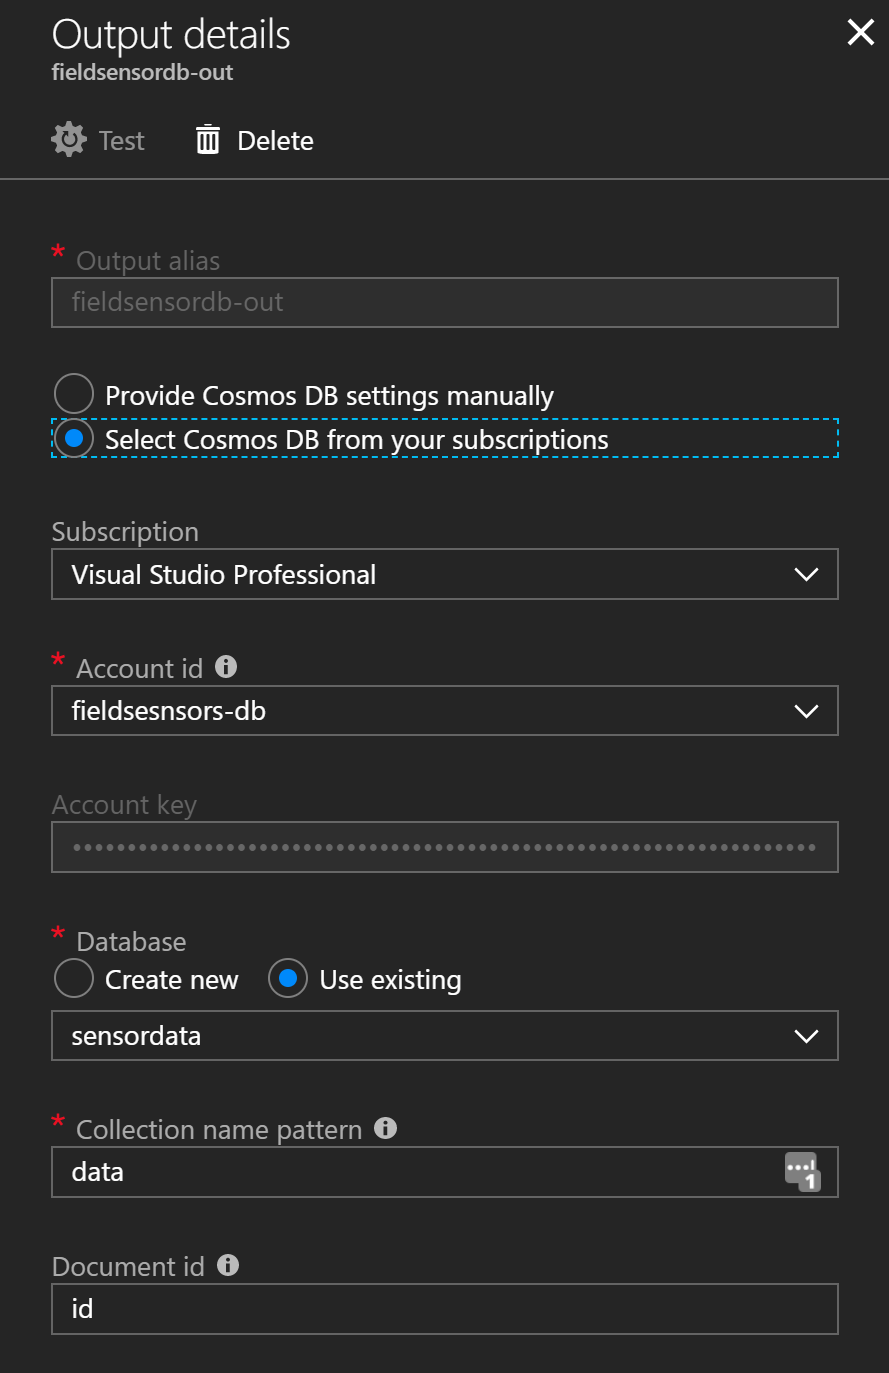 Output details
fieldsensordb-out
Test Delete
* Output alias
fieldsensordb-out
Provide Cosmos DB settings manually
Select Cosmos DB from your subscriptions
Subscription
Visual Studio Professional
* Account id
fieldsesnsors-db
Account key
* Database
Create new Use existing
sensordata
* Collection name pattern
data
1
Document id
id